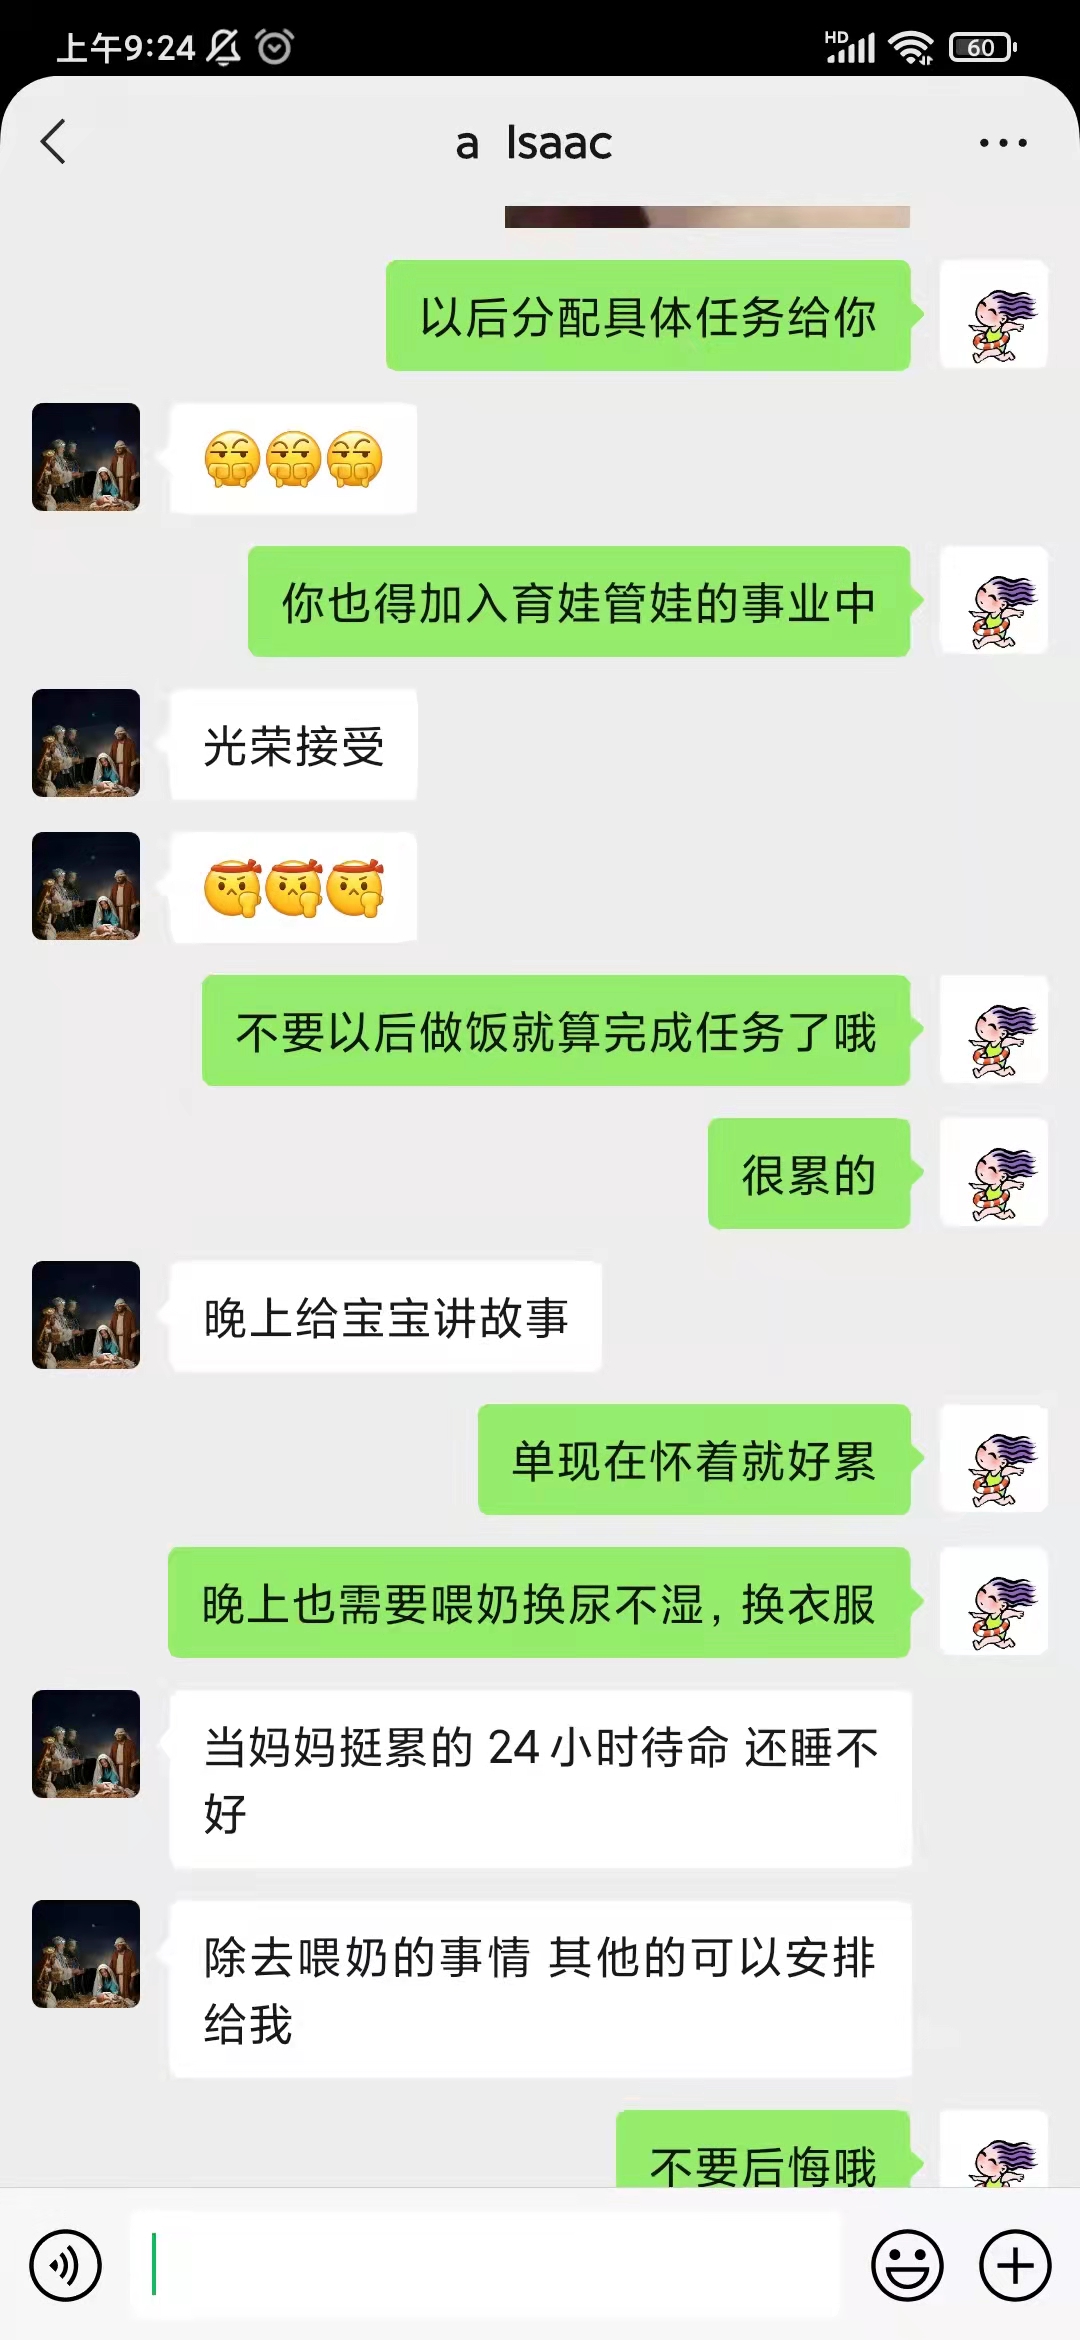 上午9:24
HD
60
a Isaac
以后分配具体任务给你
你也得加入育娃管娃的事业中
光荣接受
不要以后做饭就算完成任务了哦
很累的
晚上给宝宝讲故事
单现在怀着就好累
晚上也需要喂奶换尿不湿，换衣服
当妈妈挺累的 24小时待命 还睡不
好
除去喂奶的事情 其他的可以安排
给我
不要后悔哦